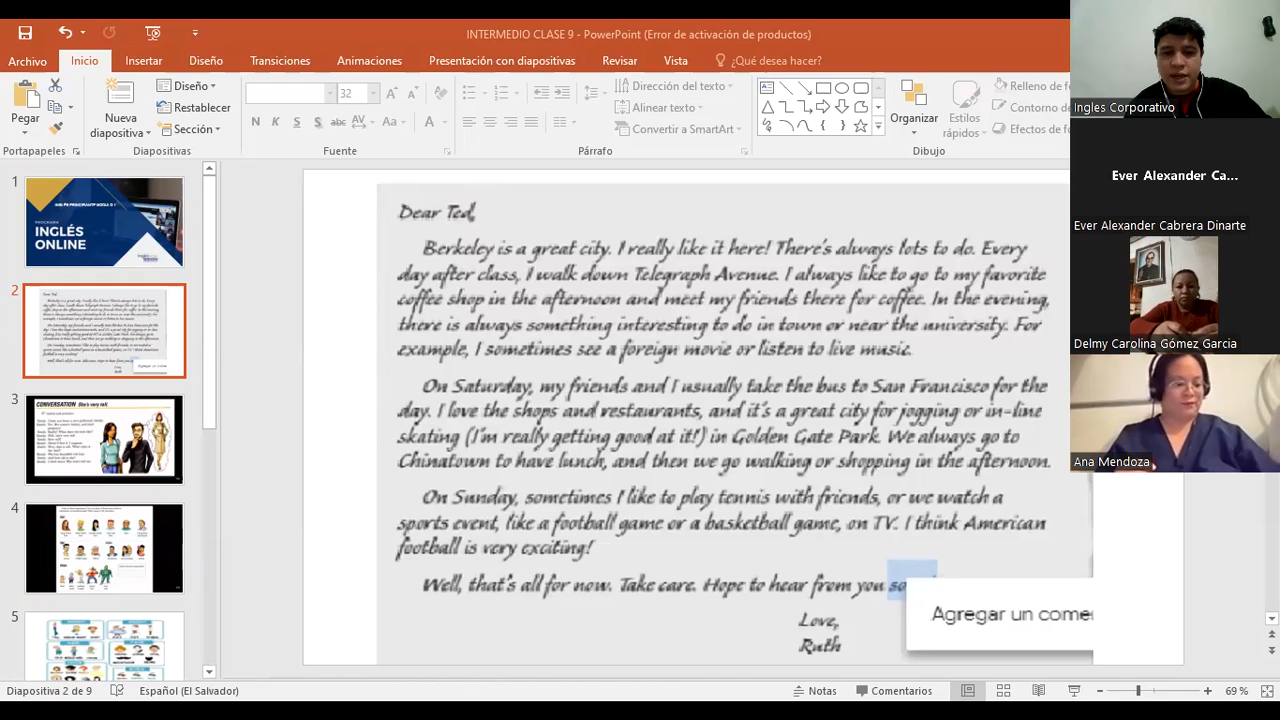 INTERMEDIO CLASE 9 - PowerPoint (Error de activación de productos)
Archivo Inicio Insertar Diseño Transiciones Animaciones Presentación con diapositivas Revisar Vista ¿Qué desea hacer?
Pegar
Nueva diapositiva
Diseño
Restablecer
Sección
32
N K S S abc AV Aa A
Dirección del texto
Alinear texto
Convertir a SmartArt
Organizar
Estilos rápidos
Relleno de
Contorno de
Efectos de
Portapapeles Diapositivas Fuente Párrafo Dibujo
1
INGLÉS
ONLINE
2
3
CONVERSATION She's very tall.
4
5
Dear Ted,
Berkeley is a great city. I really like it here! There's always lots to do. Every
day after class, I walk down Telegraph Avenue. I always like to go to my favorite
coffee shop in the afternoon and meet my friends there for coffee. In the evening,
there is always something interesting to do near the university. For
example, I sometimes see a foreign movie or listen to live music.
On Saturday, my friends and I usually take the bus to San Francisco for the
day. I love the shops and restaurants, and it's a great city for jogging or in-line
skating (I'm really getting good at it!) in Gate Park. We always go to
Chinatown to have lunch, and then we go walking or shopping in the afternoon.
On Sunday, sometimes I like to play tennis with friends, or we watch a
sports event, like a football game or a basketball game, on TV. I think American
football is very exciting!
Well, that's all for now. Take care. Hope to hear from you
Agregar un come
Love,
Ruth
Ingles Corporativo
Ever Alexander Ca...
Ever Alexander Cabrera Dinarte
Delmy Carolina Gómez Garcia
Ana Mendoza
Diapositiva 2 de 9 Español (El Salvador) Notas Comentarios 69 %